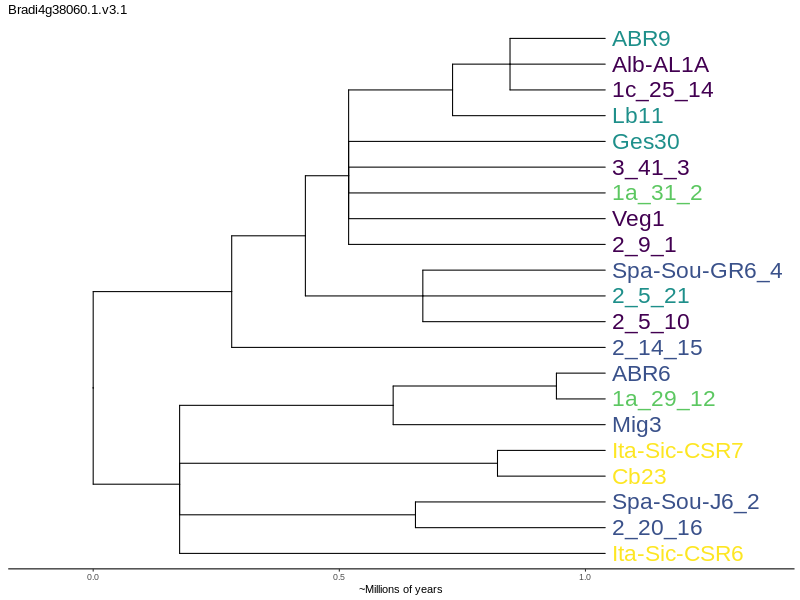 Bradi4g38060.1.v3.1
ABR9
Alb-AL1A
1c_25_14
Lb11
Ges30
3_41_3
1a_31_2
Veg1
2_9_1
Spa-Sou-GR6_4
2_5_21
2_5_10
2_14_15
ABR6
1a_29_12
Mig3
Ita-Sic-CSR7
Cb23
Spa-Sou-J6_2
2_20_16
Ita-Sic-CSR6
0.0 0.5 1.0
~Millions of years